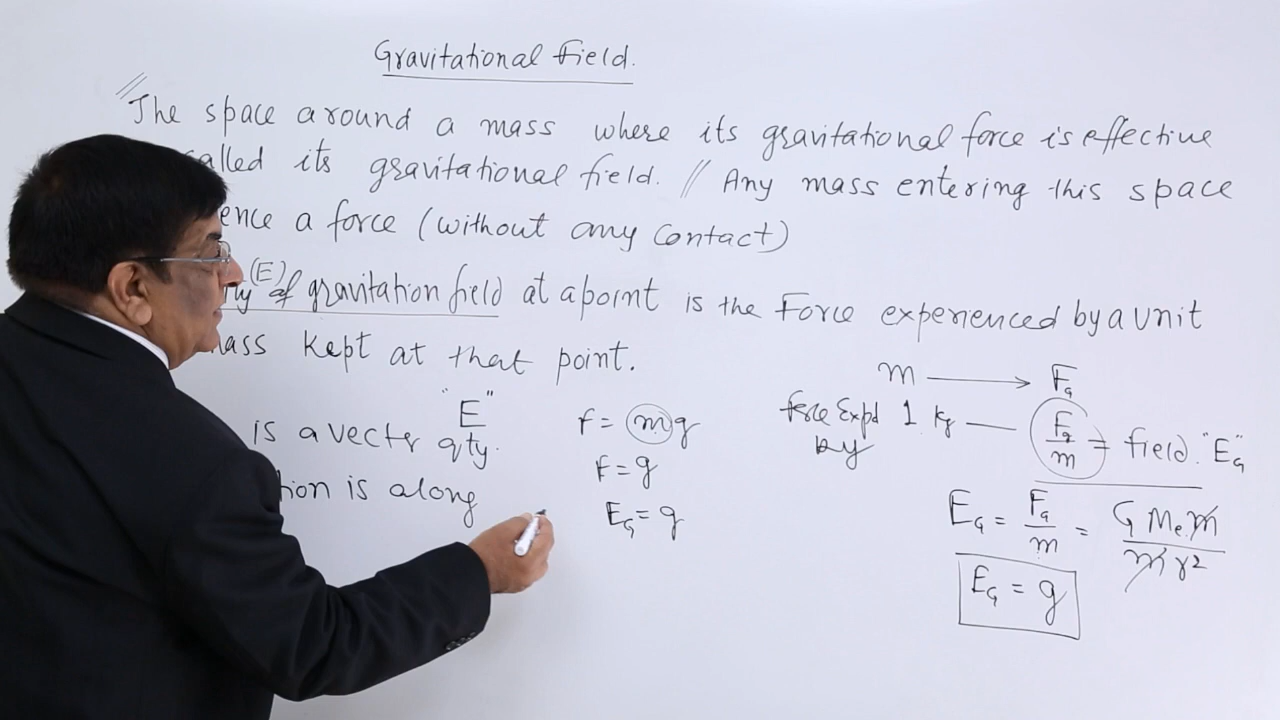 Gravitational Field.
The space around a mass where its gravitational force is effective
called its gravitational field. // Any mass entering this space
ence a force (without any contact)
(E)
of gravitation field at a point is the Force experienced by a unit
mass kept at that point.
m → FG
"E"
is a vector qty.
F = mg
Force Expd 1 kg — FG/m = field. "EG"
by
F = g
tion is along
EG = g
EG = FG/m = G Me. m / m r²
EG = g